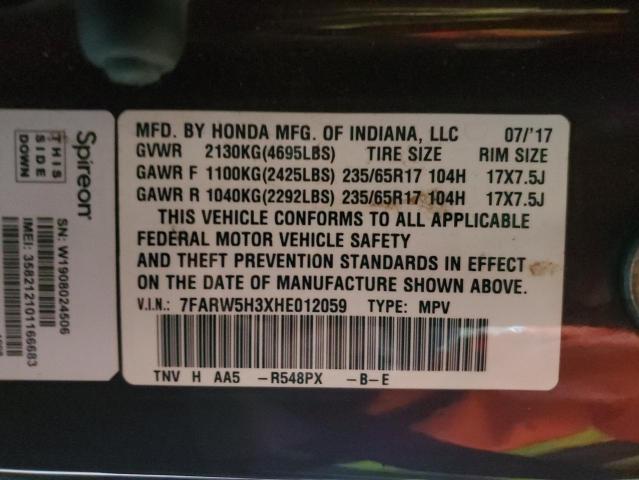 MFD. BY HONDA MFG. OF INDIANA, LLC 07/'17
GVWR 2130KG(4695LBS) TIRE SIZE RIM SIZE
GAWR F 1100KG(2425LBS) 235/65R17 104H 17X7.5J
GAWR R 1040KG(2292LBS) 235/65R17 104H 17X7.5J
THIS VEHICLE CONFORMS TO ALL APPLICABLE
FEDERAL MOTOR VEHICLE SAFETY
AND THEFT PREVENTION STANDARDS IN EFFECT
ON THE DATE OF MANUFACTURE SHOWN ABOVE.
V.I.N.: 7FARW5H3XHE012059 TYPE: MPV
TNV H AA5 -R548PX -B-E
Spireon
THIS
SIDE
DOWN
SN: W1908024506
IMEI: 358212101166683